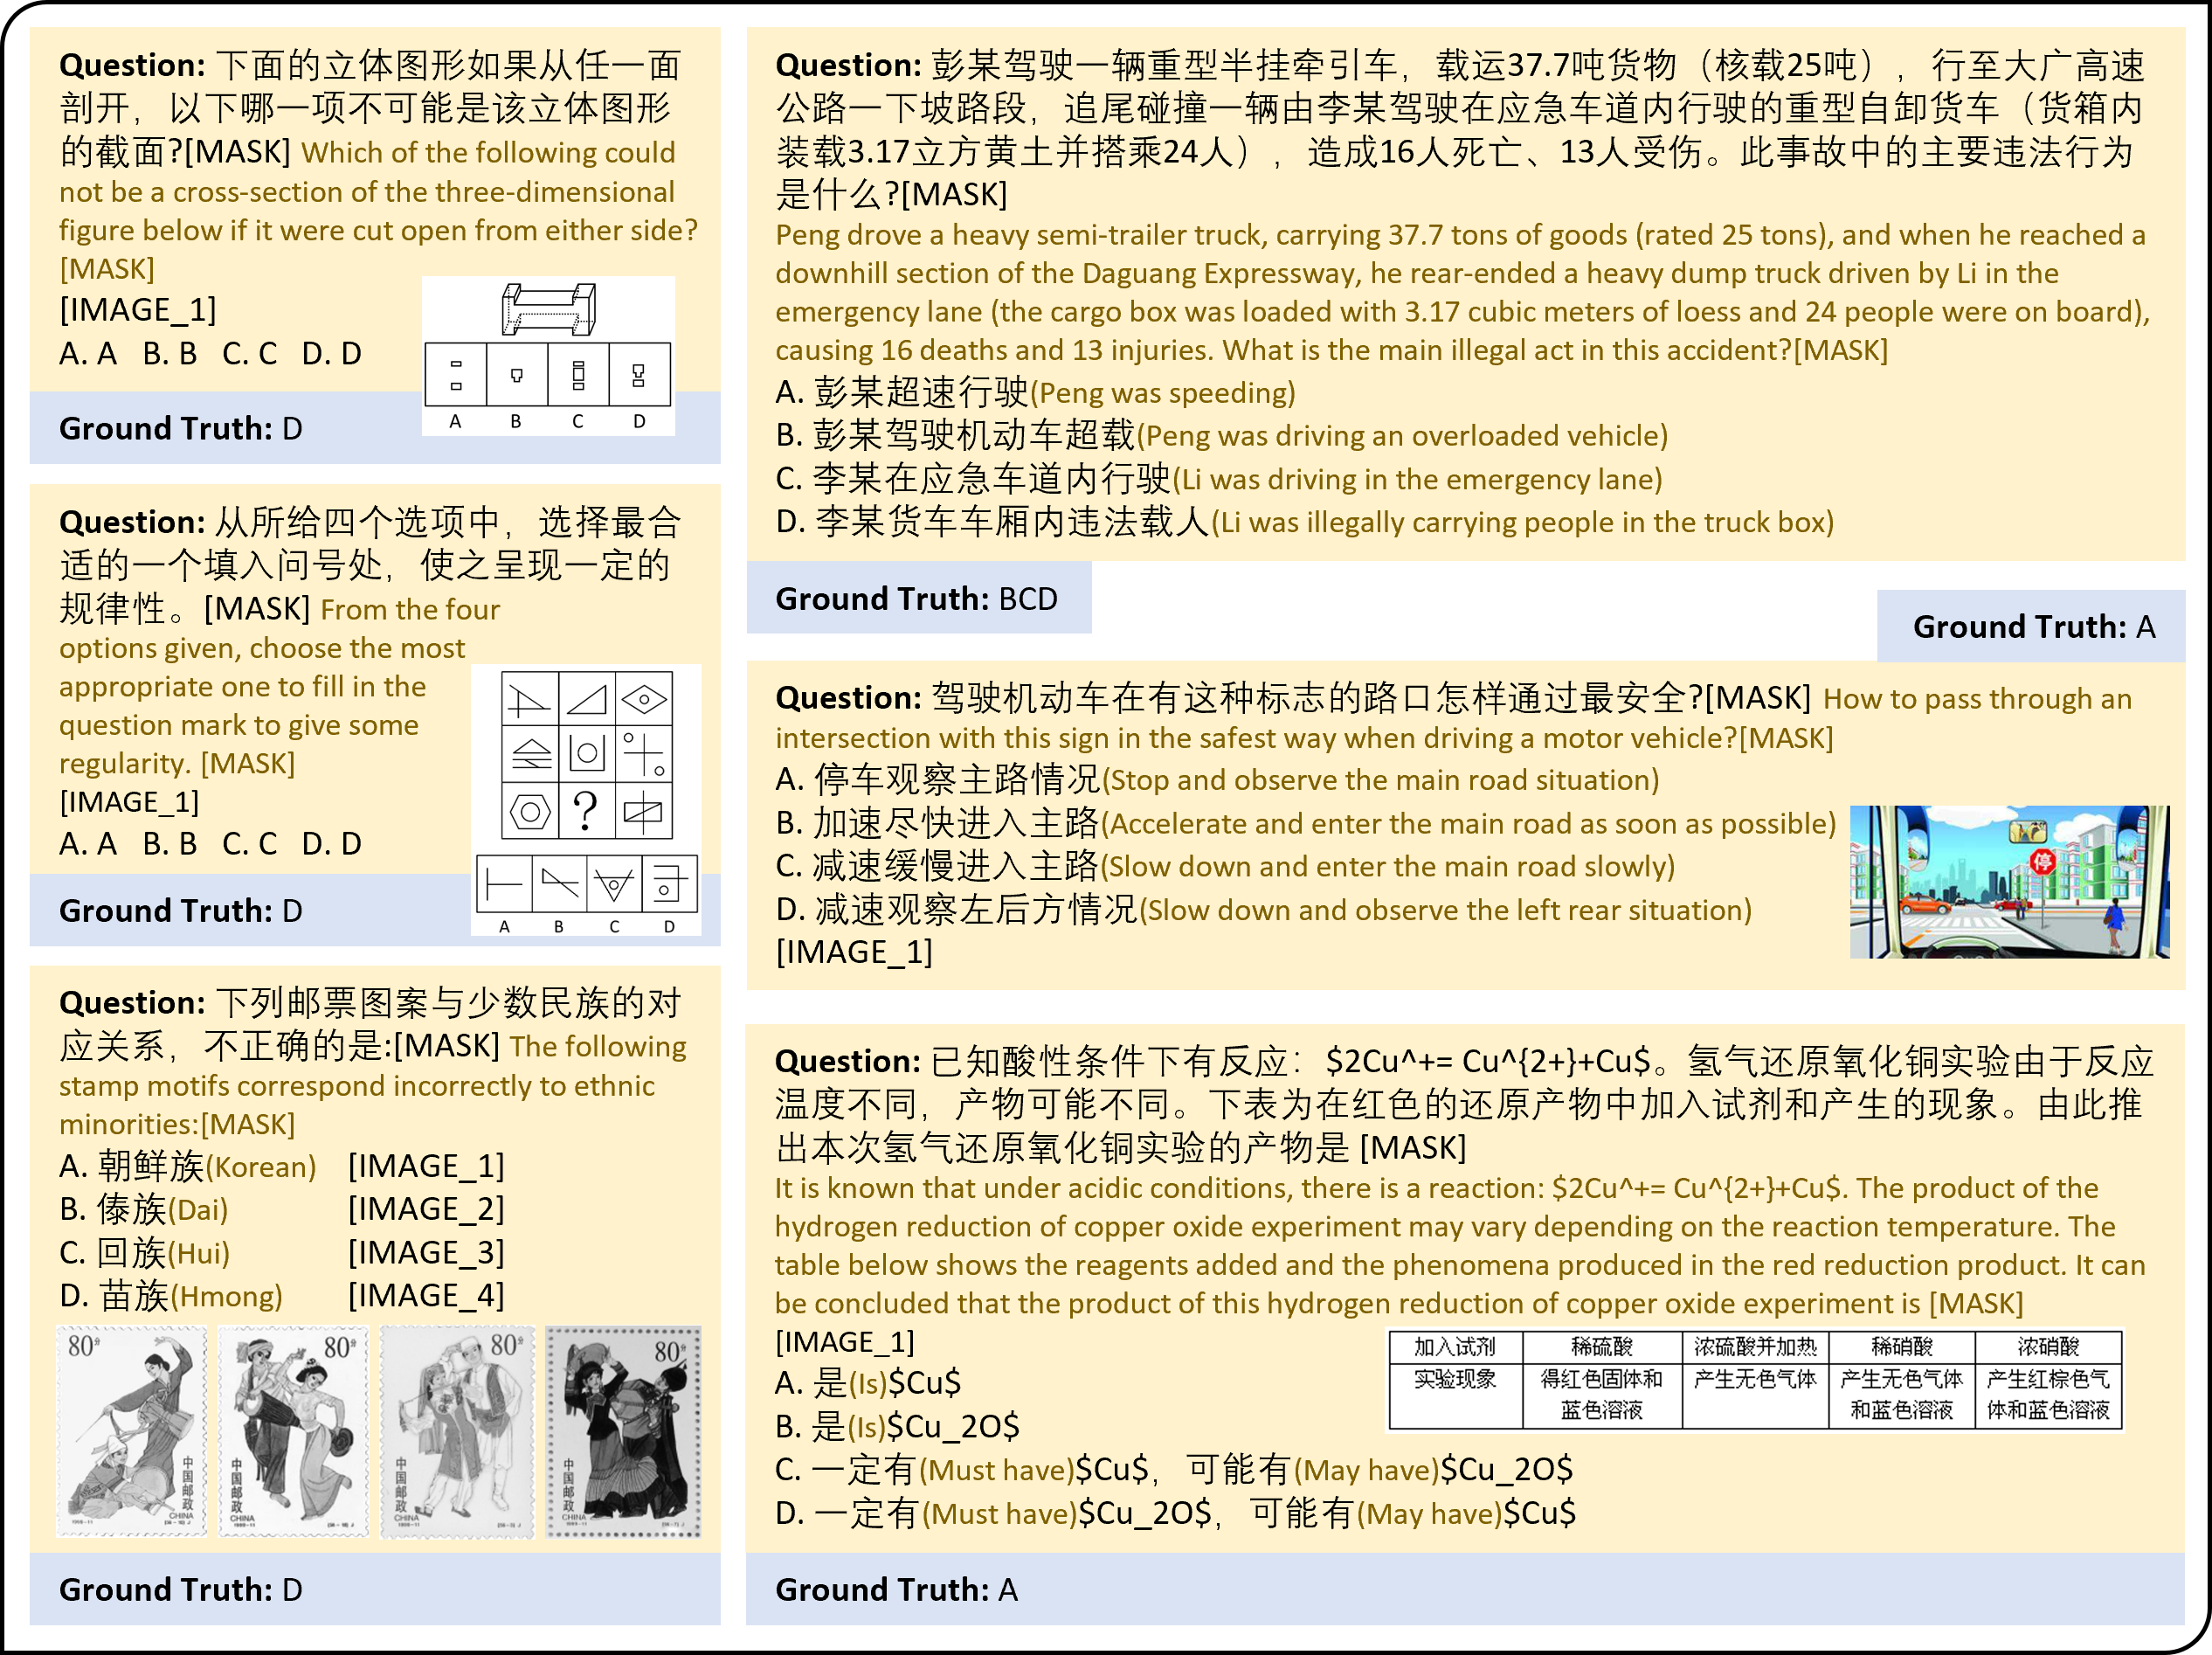 Question: 下面的立体图形如果从任一面
剖开，以下哪一项不可能是该立体图形
的截面?[MASK] Which of the following could
not be a cross-section of the three-dimensional
figure below if it were cut open from either side?
[MASK]
[IMAGE_1]
A. A B. B C. C D. D
A B C D
Ground Truth: D
Question: 从所给四个选项中，选择最合
适的一个填入问号处，使之呈现一定的
规律性。[MASK] From the four
options given, choose the most
appropriate one to fill in the
question mark to give some
regularity. [MASK]
[IMAGE_1]
A. A B. B C. C D. D
?
A B C D
Ground Truth: D
Question: 下列邮票图案与少数民族的对
应关系，不正确的是:[MASK] The following
stamp motifs correspond incorrectly to ethnic
minorities:[MASK]
A. 朝鲜族(Korean) [IMAGE_1]
B. 傣族(Dai) [IMAGE_2]
C. 回族(Hui) [IMAGE_3]
D. 苗族(Hmong) [IMAGE_4]
80分 80分 80分 80分
中国邮政 中国邮政 中国邮政 中国邮政
CHINA CHINA CHINA CHINA
Ground Truth: D
Question: 彭某驾驶一辆重型半挂牵引车，载运37.7吨货物（核载25吨），行至大广高速
公路一下坡路段，追尾碰撞一辆由李某驾驶在应急车道内行驶的重型自卸货车（货箱内
装载3.17立方黄土并搭乘24人），造成16人死亡、13人受伤。此事故中的主要违法行为
是什么?[MASK]
Peng drove a heavy semi-trailer truck, carrying 37.7 tons of goods (rated 25 tons), and when he reached a
downhill section of the Daguang Expressway, he rear-ended a heavy dump truck driven by Li in the
emergency lane (the cargo box was loaded with 3.17 cubic meters of loess and 24 people were on board),
causing 16 deaths and 13 injuries. What is the main illegal act in this accident?[MASK]
A. 彭某超速行驶(Peng was speeding)
B. 彭某驾驶机动车超载(Peng was driving an overloaded vehicle)
C. 李某在应急车道内行驶(Li was driving in the emergency lane)
D. 李某货车车厢内违法载人(Li was illegally carrying people in the truck box)
Ground Truth: BCD
Ground Truth: A
Question: 驾驶机动车在有这种标志的路口怎样通过最安全?[MASK] How to pass through an
intersection with this sign in the safest way when driving a motor vehicle?[MASK]
A. 停车观察主路情况(Stop and observe the main road situation)
B. 加速尽快进入主路(Accelerate and enter the main road as soon as possible)
C. 减速缓慢进入主路(Slow down and enter the main road slowly)
D. 减速观察左后方情况(Slow down and observe the left rear situation)
[IMAGE_1]
停
Question: 已知酸性条件下有反应：$2Cu^+= Cu^{2+}+Cu$。氢气还原氧化铜实验由于反应
温度不同，产物可能不同。下表为在红色的还原产物中加入试剂和产生的现象。由此推
出本次氢气还原氧化铜实验的产物是 [MASK]
It is known that under acidic conditions, there is a reaction: $2Cu^+= Cu^{2+}+Cu$. The product of the
hydrogen reduction of copper oxide experiment may vary depending on the reaction temperature. The
table below shows the reagents added and the phenomena produced in the red reduction product. It can
be concluded that the product of this hydrogen reduction of copper oxide experiment is [MASK]
[IMAGE_1]
加入试剂 稀硫酸 浓硫酸并加热 稀硝酸 浓硝酸
实验现象 得红色固体和 产生无色气体 产生无色气体 产生红棕色气
蓝色溶液 和蓝色溶液 体和蓝色溶液
A. 是(Is)$Cu$
B. 是(Is)$Cu_2O$
C. 一定有(Must have)$Cu$，可能有(May have)$Cu_2O$
D. 一定有(Must have)$Cu_2O$，可能有(May have)$Cu$
Ground Truth: A